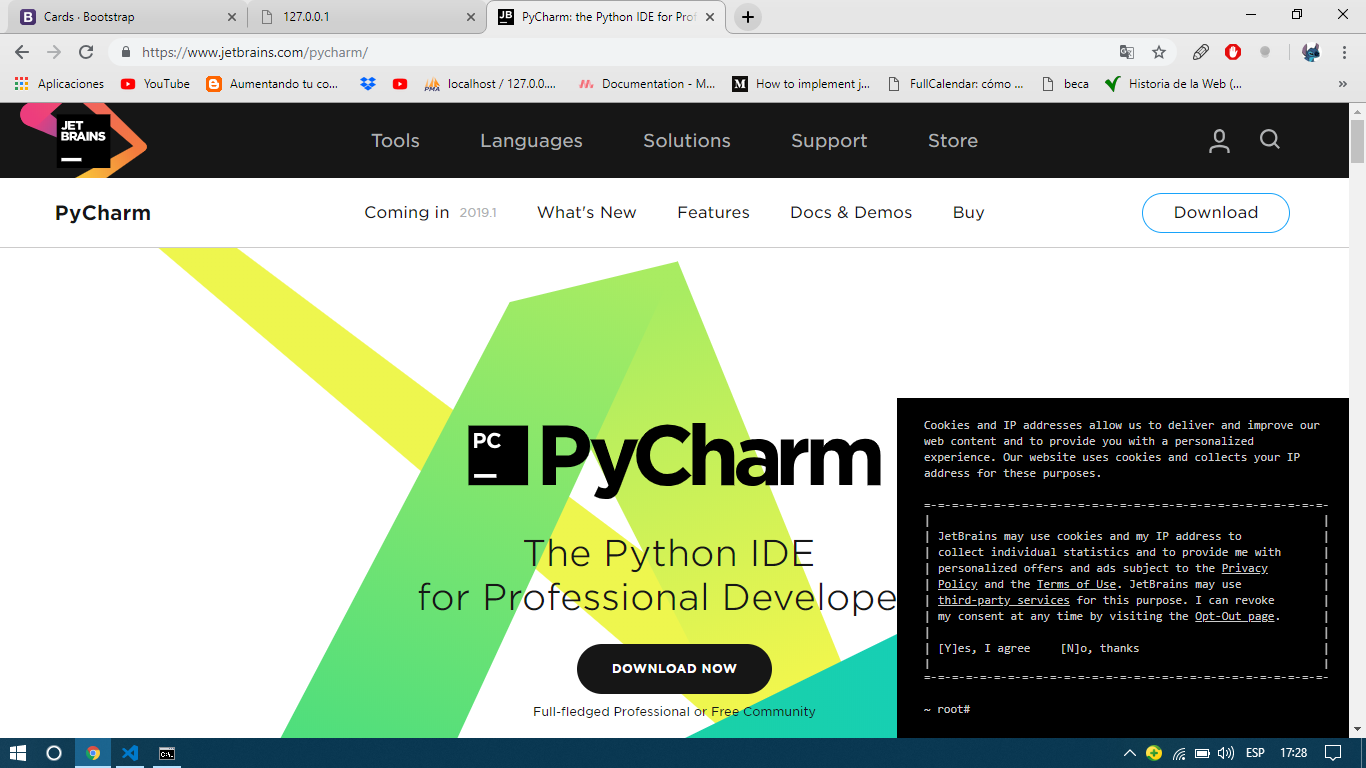 Cards · Bootstrap
127.0.0.1
JB
PyCharm: the Python IDE for Prof
https://www.jetbrains.com/pycharm/
Aplicaciones
YouTube
Aumentando tu co...
PMA
localhost / 127.0.0....
Documentation - M...
How to implement j...
FullCalendar: cómo ...
beca
Historia de la Web (...
»
JET
BRAINS
Tools
Languages
Solutions
Support
Store
PyCharm
Coming in 2019.1
What's New
Features
Docs & Demos
Buy
Download
PC
PyCharm
The Python IDE
for Professional Develope
DOWNLOAD NOW
Full-fledged Professional or Free Community
Cookies and IP addresses allow us to deliver and improve our
web content and to provide you with a personalized
experience. Our website uses cookies and collects your IP
address for these purposes.
JetBrains may use cookies and my IP address to
collect individual statistics and to provide me with
personalized offers and ads subject to the Privacy
Policy and the Terms of Use. JetBrains may use
third-party services for this purpose. I can revoke
my consent at any time by visiting the Opt-Out page.
[Y]es, I agree [N]o, thanks
~ root#
ESP
17:28